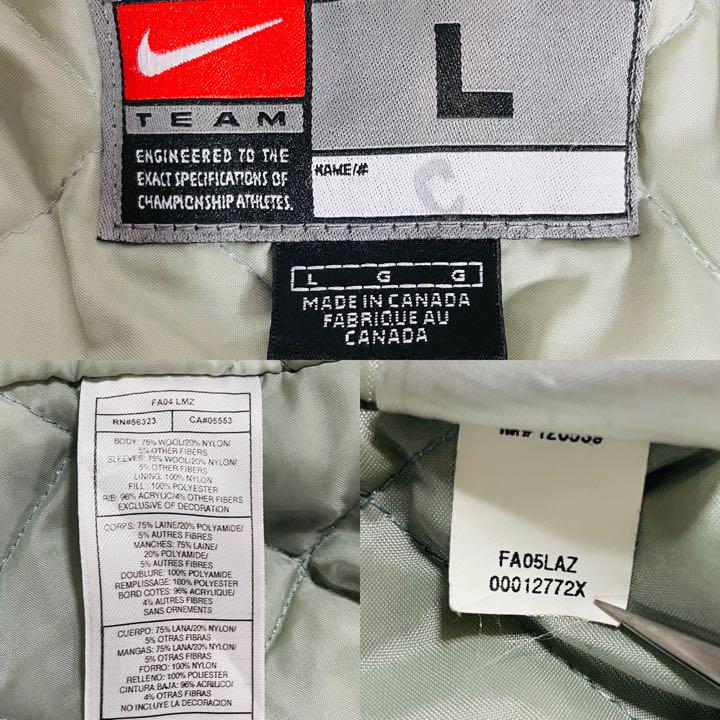 TEAM
ENGINEERED TO THE
EXACT SPECIFICATIONS OF
CHAMPIONSHIP ATHLETES.
L
NAME/#
C
L G G
MADE IN CANADA
FABRIQUE AU
CANADA
FA04 LMZ
RN#56323 CA#05553
BODY: 75% WOOL/20% NYLON/
5% OTHER FIBERS
SLEEVES: 75% WOOL/20% NYLON/
5% OTHER FIBERS
LINING: 100% NYLON
FILL: 100% POLYESTER
RIB: 96% ACRYLIC/4% OTHER FIBERS
EXCLUSIVE OF DECORATION
CORPS: 75% LAINE/20% POLYAMIDE/
5% AUTRES FIBRES
MANCHES: 75% LAINE/
20% POLYAMIDE/
5% AUTRES FIBRES
DOUBLURE: 100% POLYAMIDE
REMPLISSAGE: 100% POLYESTER
BORD COTES: 96% ACRYLIQUE/
4% AUTRES FIBRES
SANS ORNEMENTS
CUERPO: 75% LANA/20% NYLON/
5% OTRAS FIBRAS
MANGAS: 75% LANA/20% NYLON/
5% OTRAS FIBRAS
FORRO: 100% NYLON
RELLENO: 100% POLIESTER
CINTURA BAJA: 96% ACRILICO/
4% OTRAS FIBRAS
NO INCLUYE LA DECORACION
FA05LAZ
00012772X